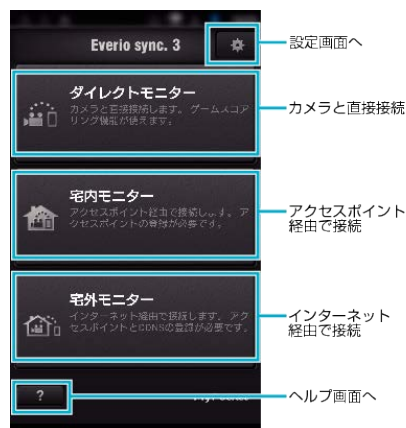 Everio sync. 3
設定画面へ
ダイレクトモニター
カメラと直接接続します。ゲームスコア
リング機能が使えます。
カメラと直接接続
宅内モニター
アクセスポイント経由で接続します。ア
クセスポイントの登録が必要です。
アクセスポイント
経由で接続
宅外モニター
インターネット経由で接続します。アク
セスポイントとDDNSの登録が必要です。
インターネット
経由で接続
?
ヘルプ画面へ